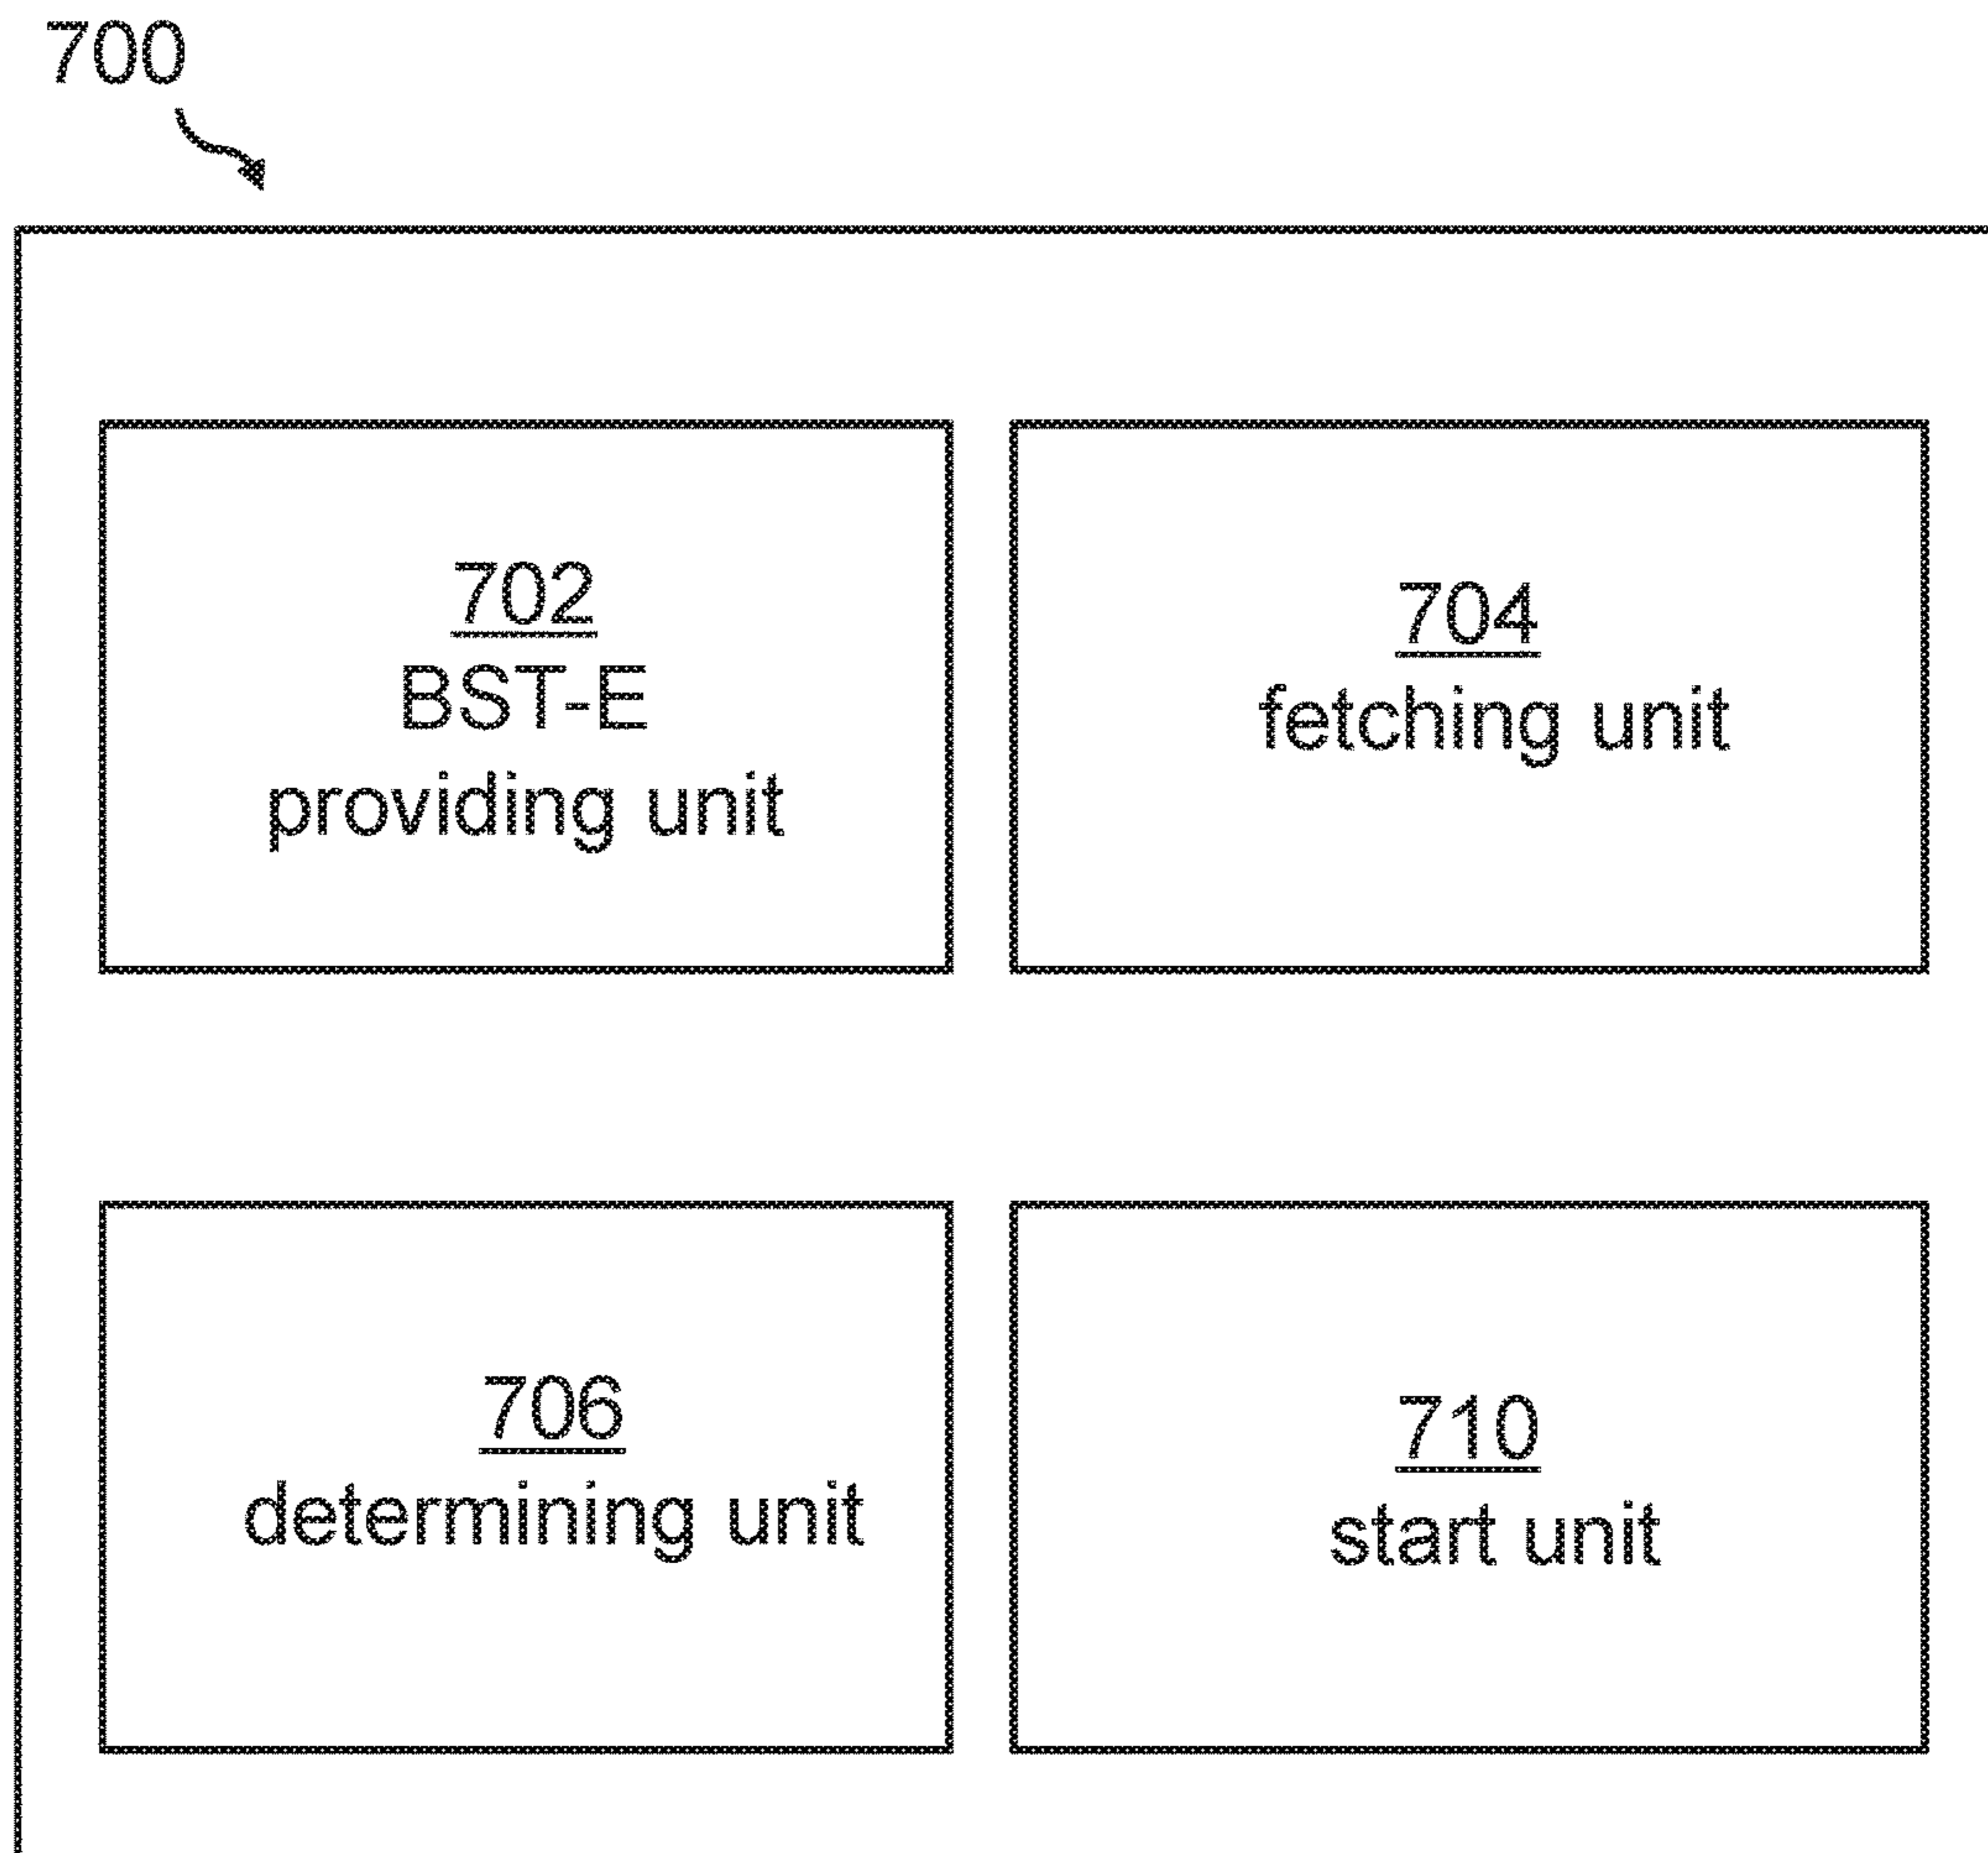 700
702
BST-E
providing unit
704
fetching unit
706
determining unit
710
start unit